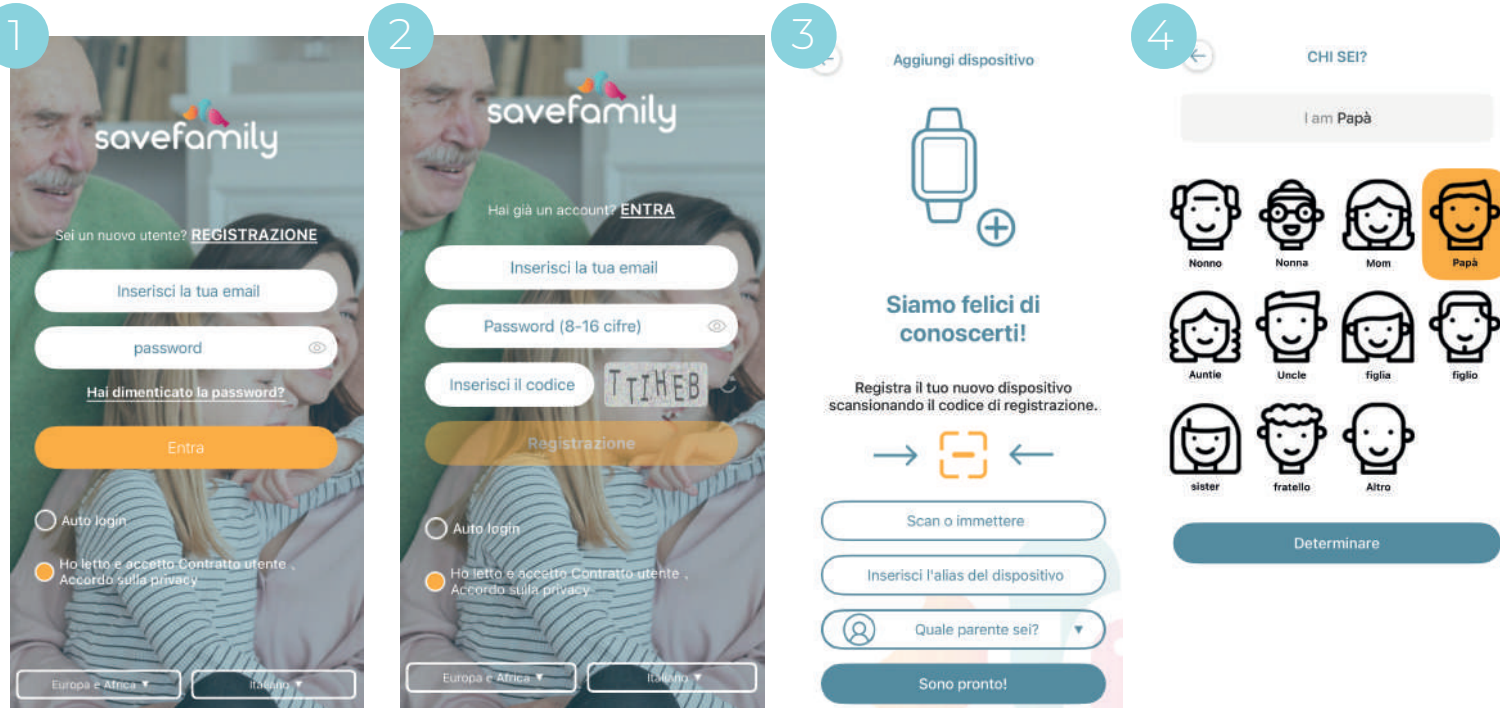 1
savefamily
Sei un nuovo utente? REGISTRAZIONE
Inserisci la tua email
password
Hai dimenticato la password?
Entra
Auto login
Ho letto e accetto Contratto utente 、
Accordo sulla privacy
Europa e Africa ▼
Italiano ▼
2
savefamily
Hai già un account? ENTRA
Inserisci la tua email
Password (8-16 cifre)
Inserisci il codice
TTIHEB
Registrazione
Auto login
Ho letto e accetto Contratto utente 、
Accordo sulla privacy
Europa e Africa ▼
Italiano ▼
3
Aggiungi dispositivo
Siamo felici di
conoscerti!
Registra il tuo nuovo dispositivo
scansionando il codice di registrazione.
Scan o immettere
Inserisci l'alias del dispositivo
Quale parente sei? ▼
Sono pronto!
4
CHI SEI?
I am Papà
Nonno Nonna Mom Papà
Auntie Uncle figlia figlio
sister fratello Altro
Determinare